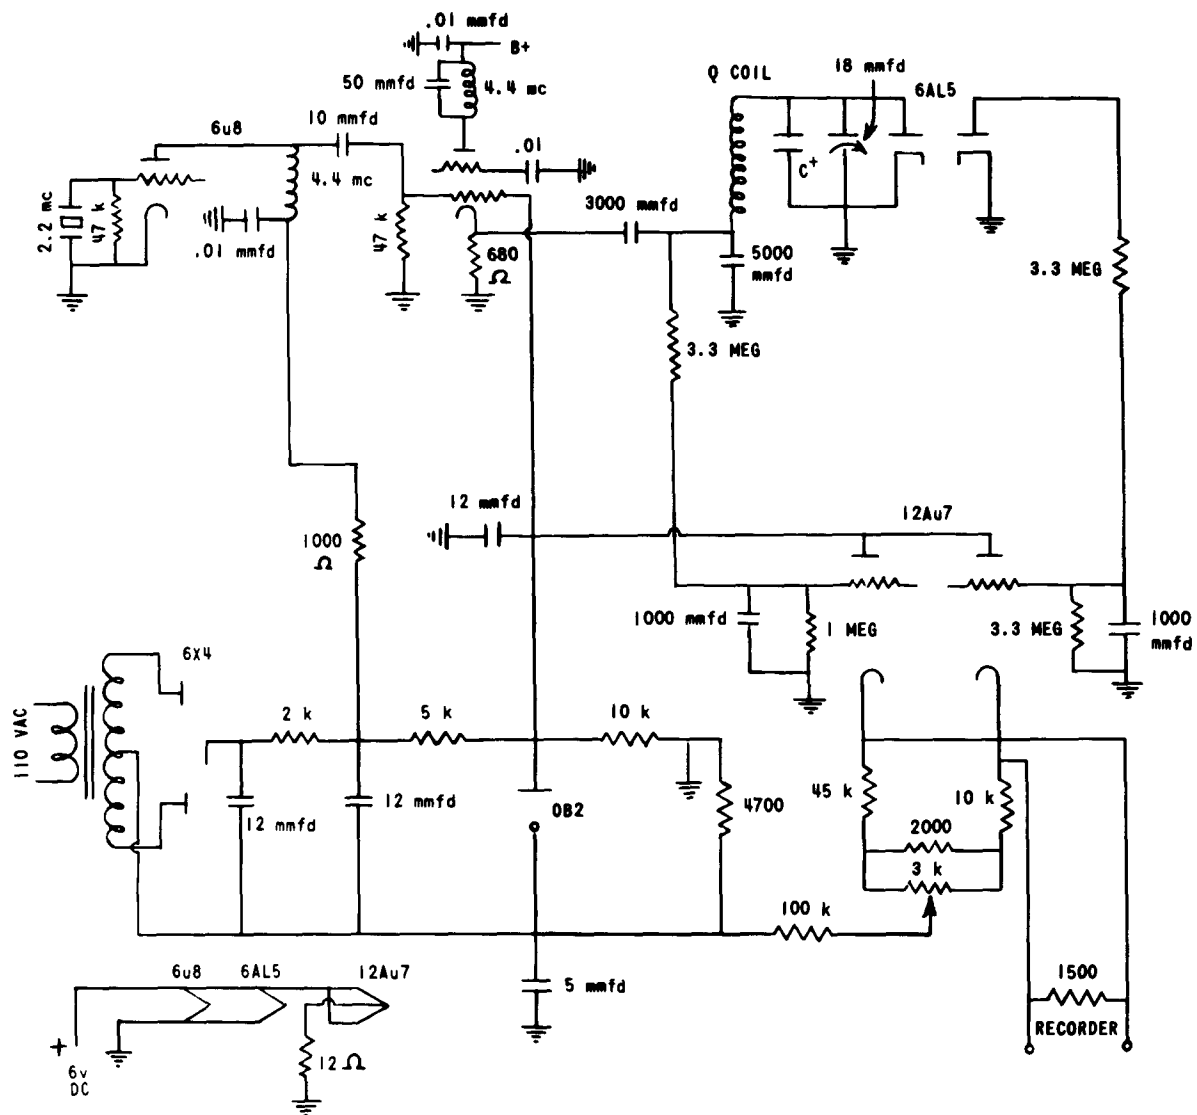 .01 mmfd
B+
50 mmfd
4.4 mc
Q COIL
18 mmfd
6AL5
6u8
10 mmfd
.01
4.4 mc
C+
2.2 mc
47 k
.01 mmfd
47 k
680
Ω
3000 mmfd
5000
mmfd
3.3 MEG
3.3 MEG
12 mmfd
12Au7
1000
Ω
1000 mmfd
1 MEG
3.3 MEG
1000
mmfd
6X4
110 VAC
2 k
5 k
10 k
12 mmfd
12 mmfd
OB2
4700
45 k
10 k
2000
3 k
100 k
6u8
6AL5
12Au7
5 mmfd
1500
RECORDER
+
6v
DC
12 Ω